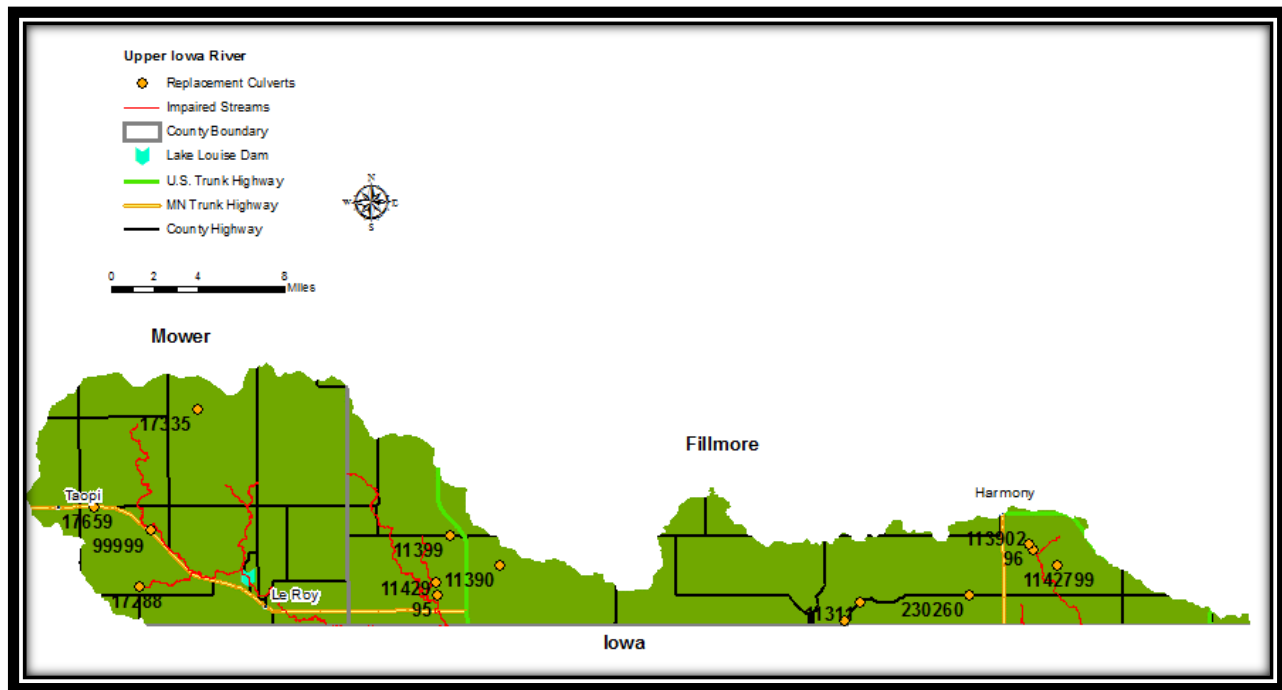 Upper Iowa River
Replacement Culverts
Impaired Streams
County Boundary
Lake Louise Dam
U.S. Trunk Highway
MN Trunk Highway
County Highway
N
W E
S
0 2 4 8
Miles
Mower
17335
Fillmore
Taopi
Harmony
17659
99999
11399
113902
96
17288
Le Roy
11429
11390
95
1142799
11311
230260
Iowa